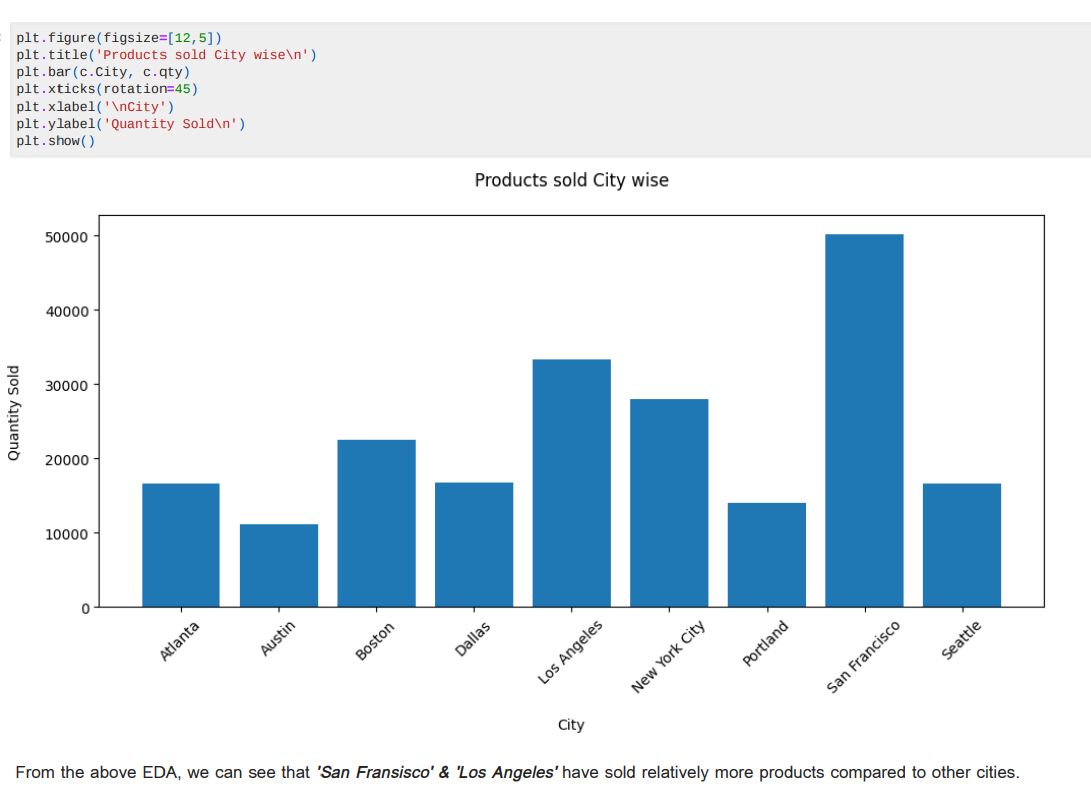 plt.figure(figsize=[12,5])
plt.title('Products sold City wise\n')
plt.bar(c.City, c.qty)
plt.xticks(rotation=45)
plt.xlabel('\nCity')
plt.ylabel('Quantity Sold\n')
plt.show()
Products sold City wise
50000
40000
30000
20000
10000
0
Quantity Sold
Atlanta
Austin
Boston
Dallas
Los Angeles
New York City
Portland
San Francisco
Seattle
City
From the above EDA, we can see that 'San Fransisco' & 'Los Angeles' have sold relatively more products compared to other cities.